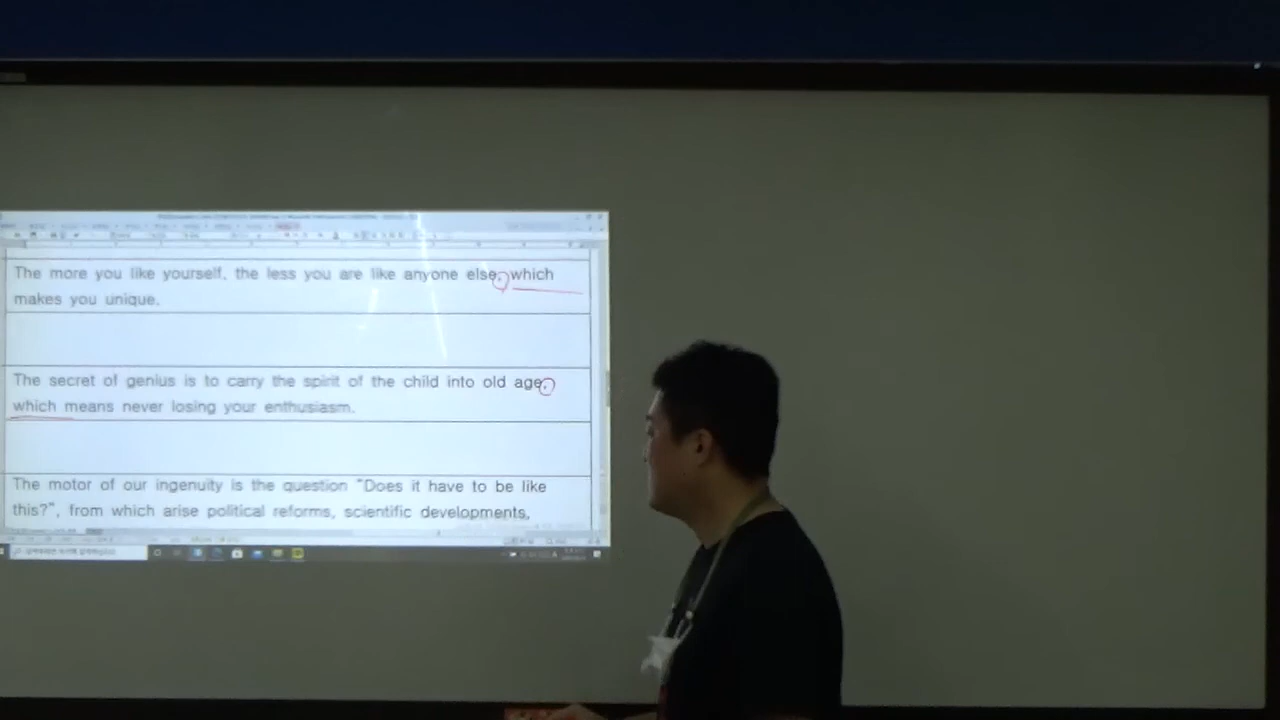 The more you like yourself, the less you are like anyone else, which
makes you unique.
The secret of genius is to carry the spirit of the child into old age,
which means never losing your enthusiasm.
The motor of our ingenuity is the question "Does it have to be like
this?", from which arise political reforms, scientific developments,